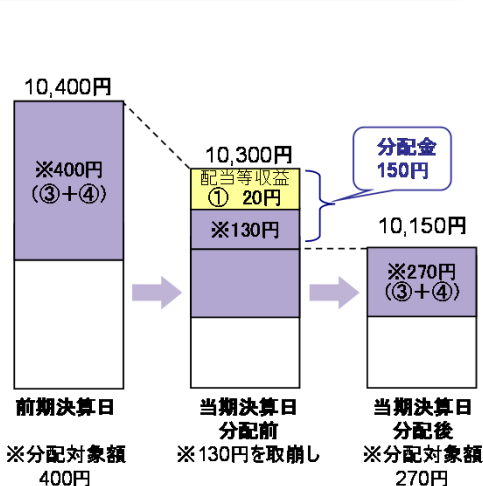 10,400円
※400円
(③+④)
10,300円
配当等収益
① 20円
※130円
分配金
150円
10,150円
※270円
(③+④)
前期決算日
※分配対象額
400円
当期決算日
分配前
※130円を取崩し
当期決算日
分配後
※分配対象額
270円